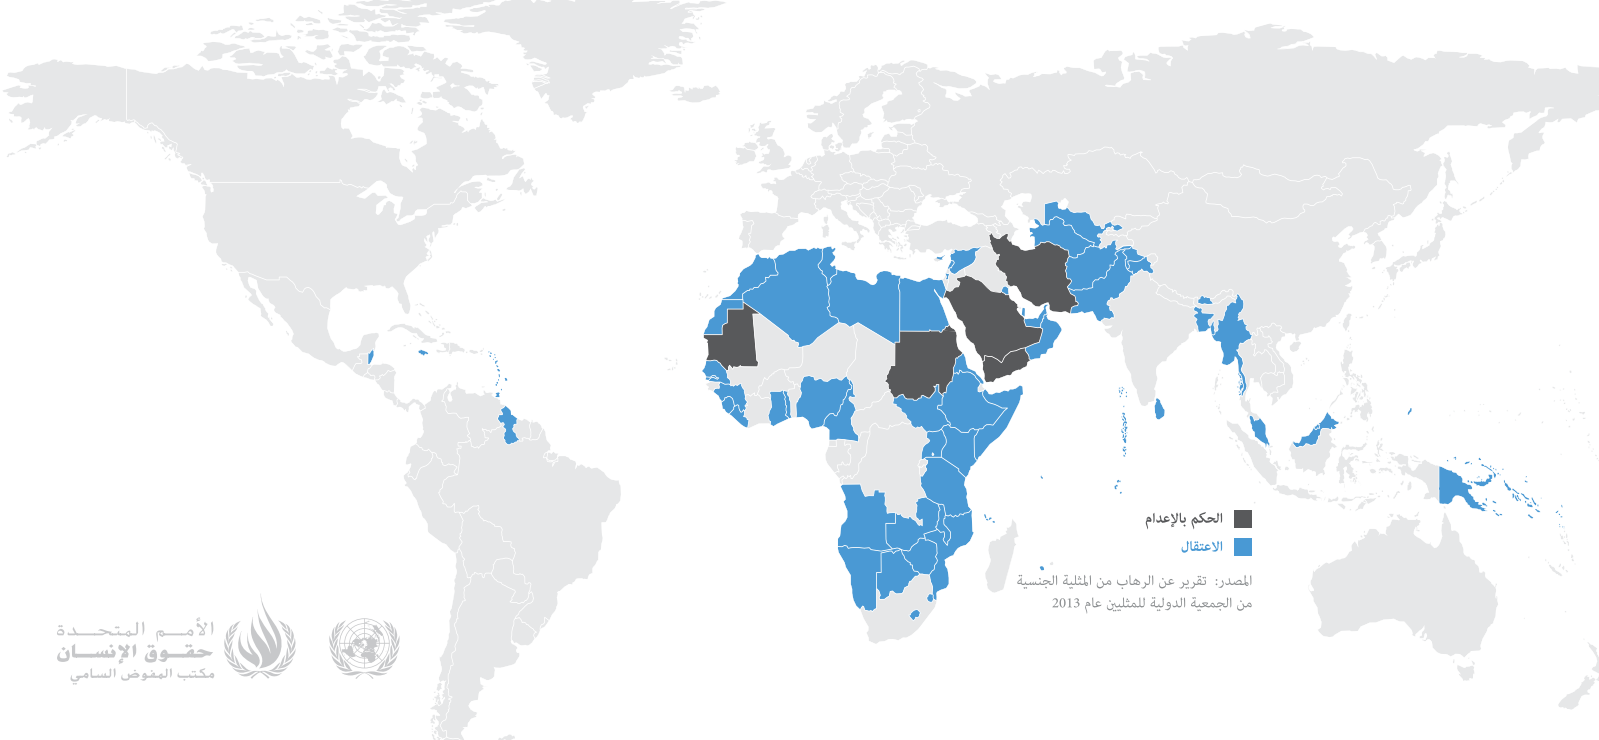 الحكم بالإعدام
الاعتقال
المصدر: تقرير عن الرهاب من المثلية الجنسية
من الجمعية الدولية للمثليين عام 2013
الأمم المتحدة
حقوق الإنسان
مكتب المفوض السامي